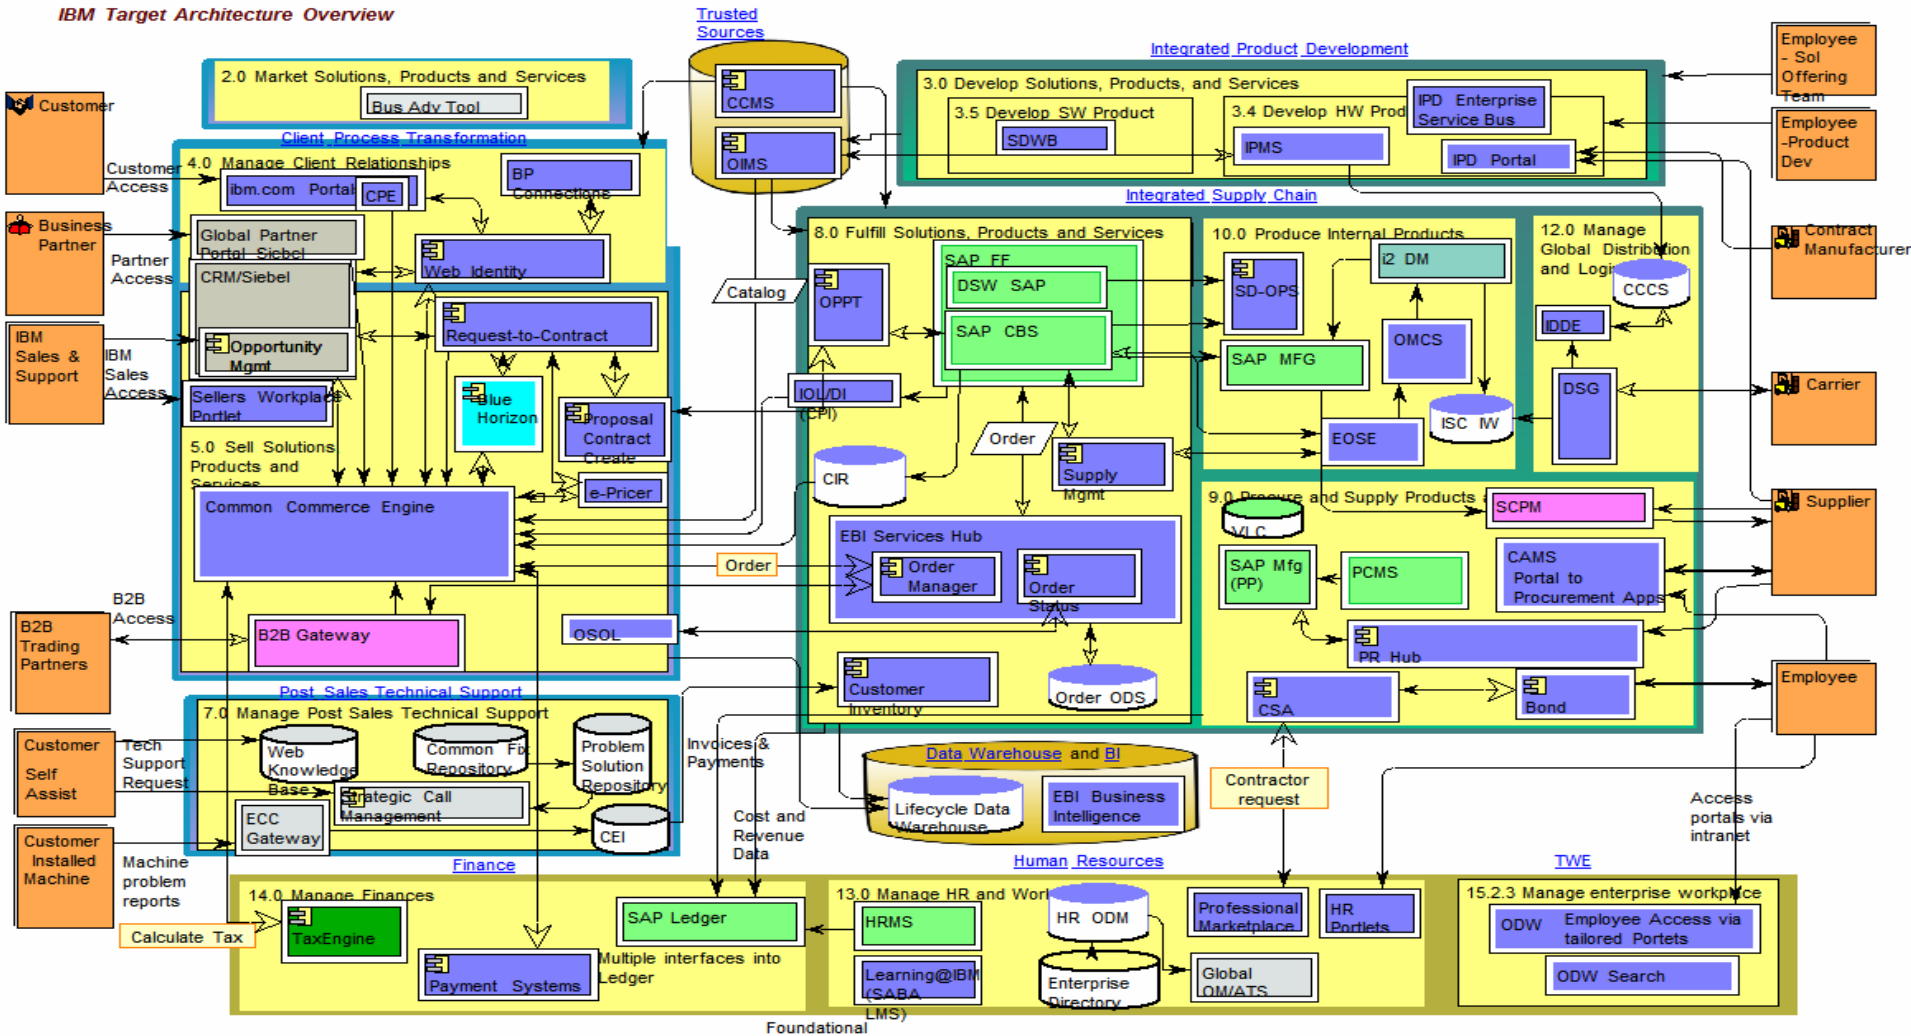 IBM Target Architecture Overview
Trusted
Sources
CCMS
OIMS
Integrated Product Development
3.0 Develop Solutions, Products, and Services
3.5 Develop SW Product
SDWB
3.4 Develop HW Prod
IPD Enterprise
Service Bus
IPMS
IPD Portal
Employee
- Sol
Offering
Team
Employee
-Product
Dev
Contract
Manufacturer
Carrier
Supplier
Employee
2.0 Market Solutions, Products and Services
Bus Adv Tool
Customer
Customer
Access
Business
Partner
Partner
Access
IBM
Sales &
Support
IBM
Sales
Access
B2B
Access
B2B
Trading
Partners
Customer
Self
Assist
Tech
Support
Request
Customer
Installed
Machine
Machine
problem
reports
Client Process Transformation
4.0 Manage Client Relationships
ibm.com Portal
CPE
BP
Connections
Global Partner
Portal Siebel
Web Identity
CRM/Siebel
Opportunity
Mgmt
Request-to-Contract
Sellers Workplace
Portlet
Blue
Horizon
Proposal
Contract
Create
5.0 Sell Solutions
Products and
Services
e-Pricer
Common Commerce Engine
B2B Gateway
OSOL
Catalog
Order
Integrated Supply Chain
8.0 Fulfill Solutions, Products and Services
SAP FF
DSW SAP
SAP CBS
OPPT
IOL/DI
(CPI)
Order
CIR
Supply
Mgmt
EBI Services Hub
Order
Manager
Order
Status
Customer
Inventory
Order ODS
10.0 Produce Internal Products
SD-OPS
i2 DM
SAP MFG
OMCS
ISC IW
EOSE
12.0 Manage
Global Distribution
and Logi
CCCS
IDDE
DSG
9.0 Procure and Supply Products a
VLC
SCPM
SAP Mfg
(PP)
PCMS
CAMS
Portal to
Procurement Apps
PR Hub
CSA
Bond
Post Sales Technical Support
7.0 Manage Post Sales Technical Support
Web
Knowledge
Base
Common Fix
Repository
Problem
Solution
Repository
Strategic Call
Management
ECC
Gateway
CEI
Invoices &
Payments
Cost and
Revenue
Data
Data Warehouse and BI
Lifecycle Data
Warehouse
EBI Business
Intelligence
Contractor
request
Access
portals via
intranet
Finance
14.0 Manage Finances
Calculate Tax
TaxEngine
Payment Systems
SAP Ledger
Multiple interfaces into
Ledger
Human Resources
13.0 Manage HR and Work
HRMS
Learning@IBM
(SABA
LMS)
HR ODM
Enterprise
Directory
Professional
Marketplace
HR
Portlets
Global
OM/ATS
TWE
15.2.3 Manage enterprise workplace
ODW
Employee Access via
tailored Portets
ODW Search
Foundational